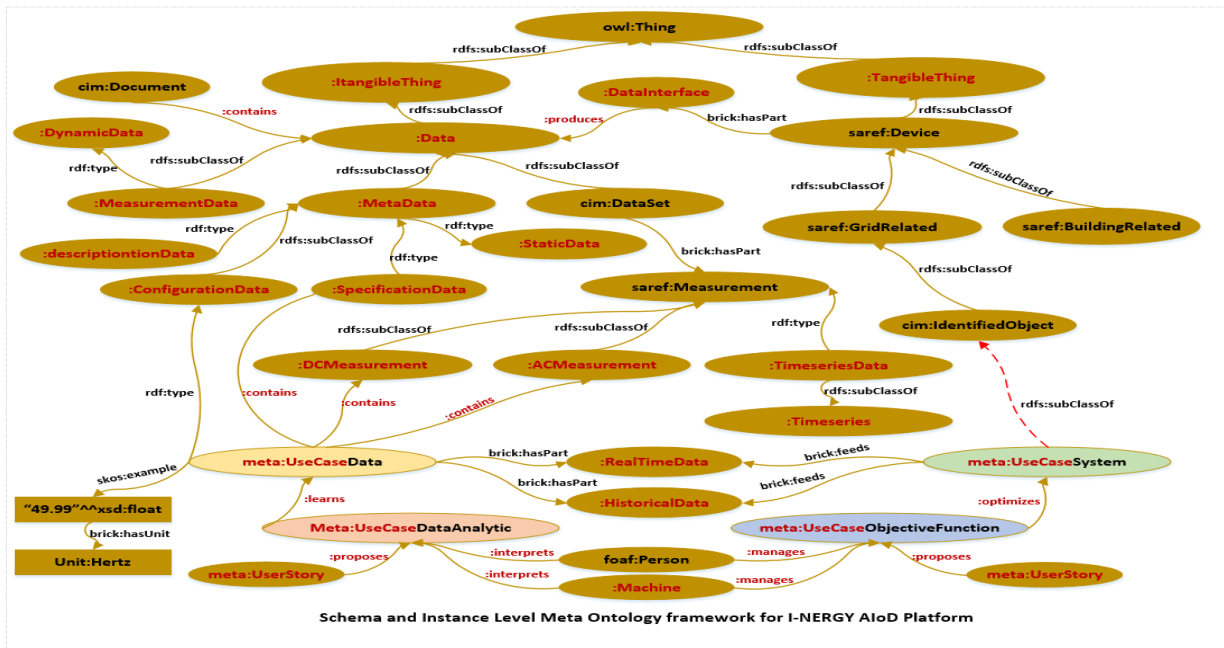 owl:Thing
rdfs:subClassOf
rdfs:subClassOf
:ItangibleThing
:TangibleThing
cim:Document
:DataInterface
rdfs:subClassOf
rdfs:subClassOf
:contains
:produces
brick:hasPart
:DynamicData
:Data
saref:Device
rdf:type
rdfs:subClassOf
rdfs:subClassOf
rdfs:subClassOf
rdfs:subClassOf
rdfs:subClassOf
:MeasurementData
:MetaData
cim:DataSet
rdf:type
rdf:type
saref:GridRelated
saref:BuildingRelated
:descriptiontionData
rdfs:subClassOf
:StaticData
brick:hasPart
rdf:type
rdfs:subClassOf
:ConfigurationData
:SpecificationData
saref:Measurement
rdfs:subClassOf
rdfs:subClassOf
rdf:type
cim:IdentifiedObject
:DCMeasurement
:ACMeasurement
:TimeseriesData
rdf:type
:contains
:contains
:contains
rdfs:subClassOf
rdfs:subClassOf
:Timeseries
meta:UseCaseData
brick:hasPart
:RealTimeData
brick:feeds
meta:UseCaseSystem
skos:example
brick:hasPart
brick:feeds
"49.99"^^xsd:float
:learns
:HistoricalData
:optimizes
brick:hasUnit
Meta:UseCaseDataAnalytic
meta:UseCaseObjectiveFunction
Unit:Hertz
:proposes
:interprets
foaf:Person
:manages
:proposes
meta:UserStory
:interprets
:Machine
:manages
meta:UserStory
Schema and Instance Level Meta Ontology framework for I-NERGY AIoD Platform